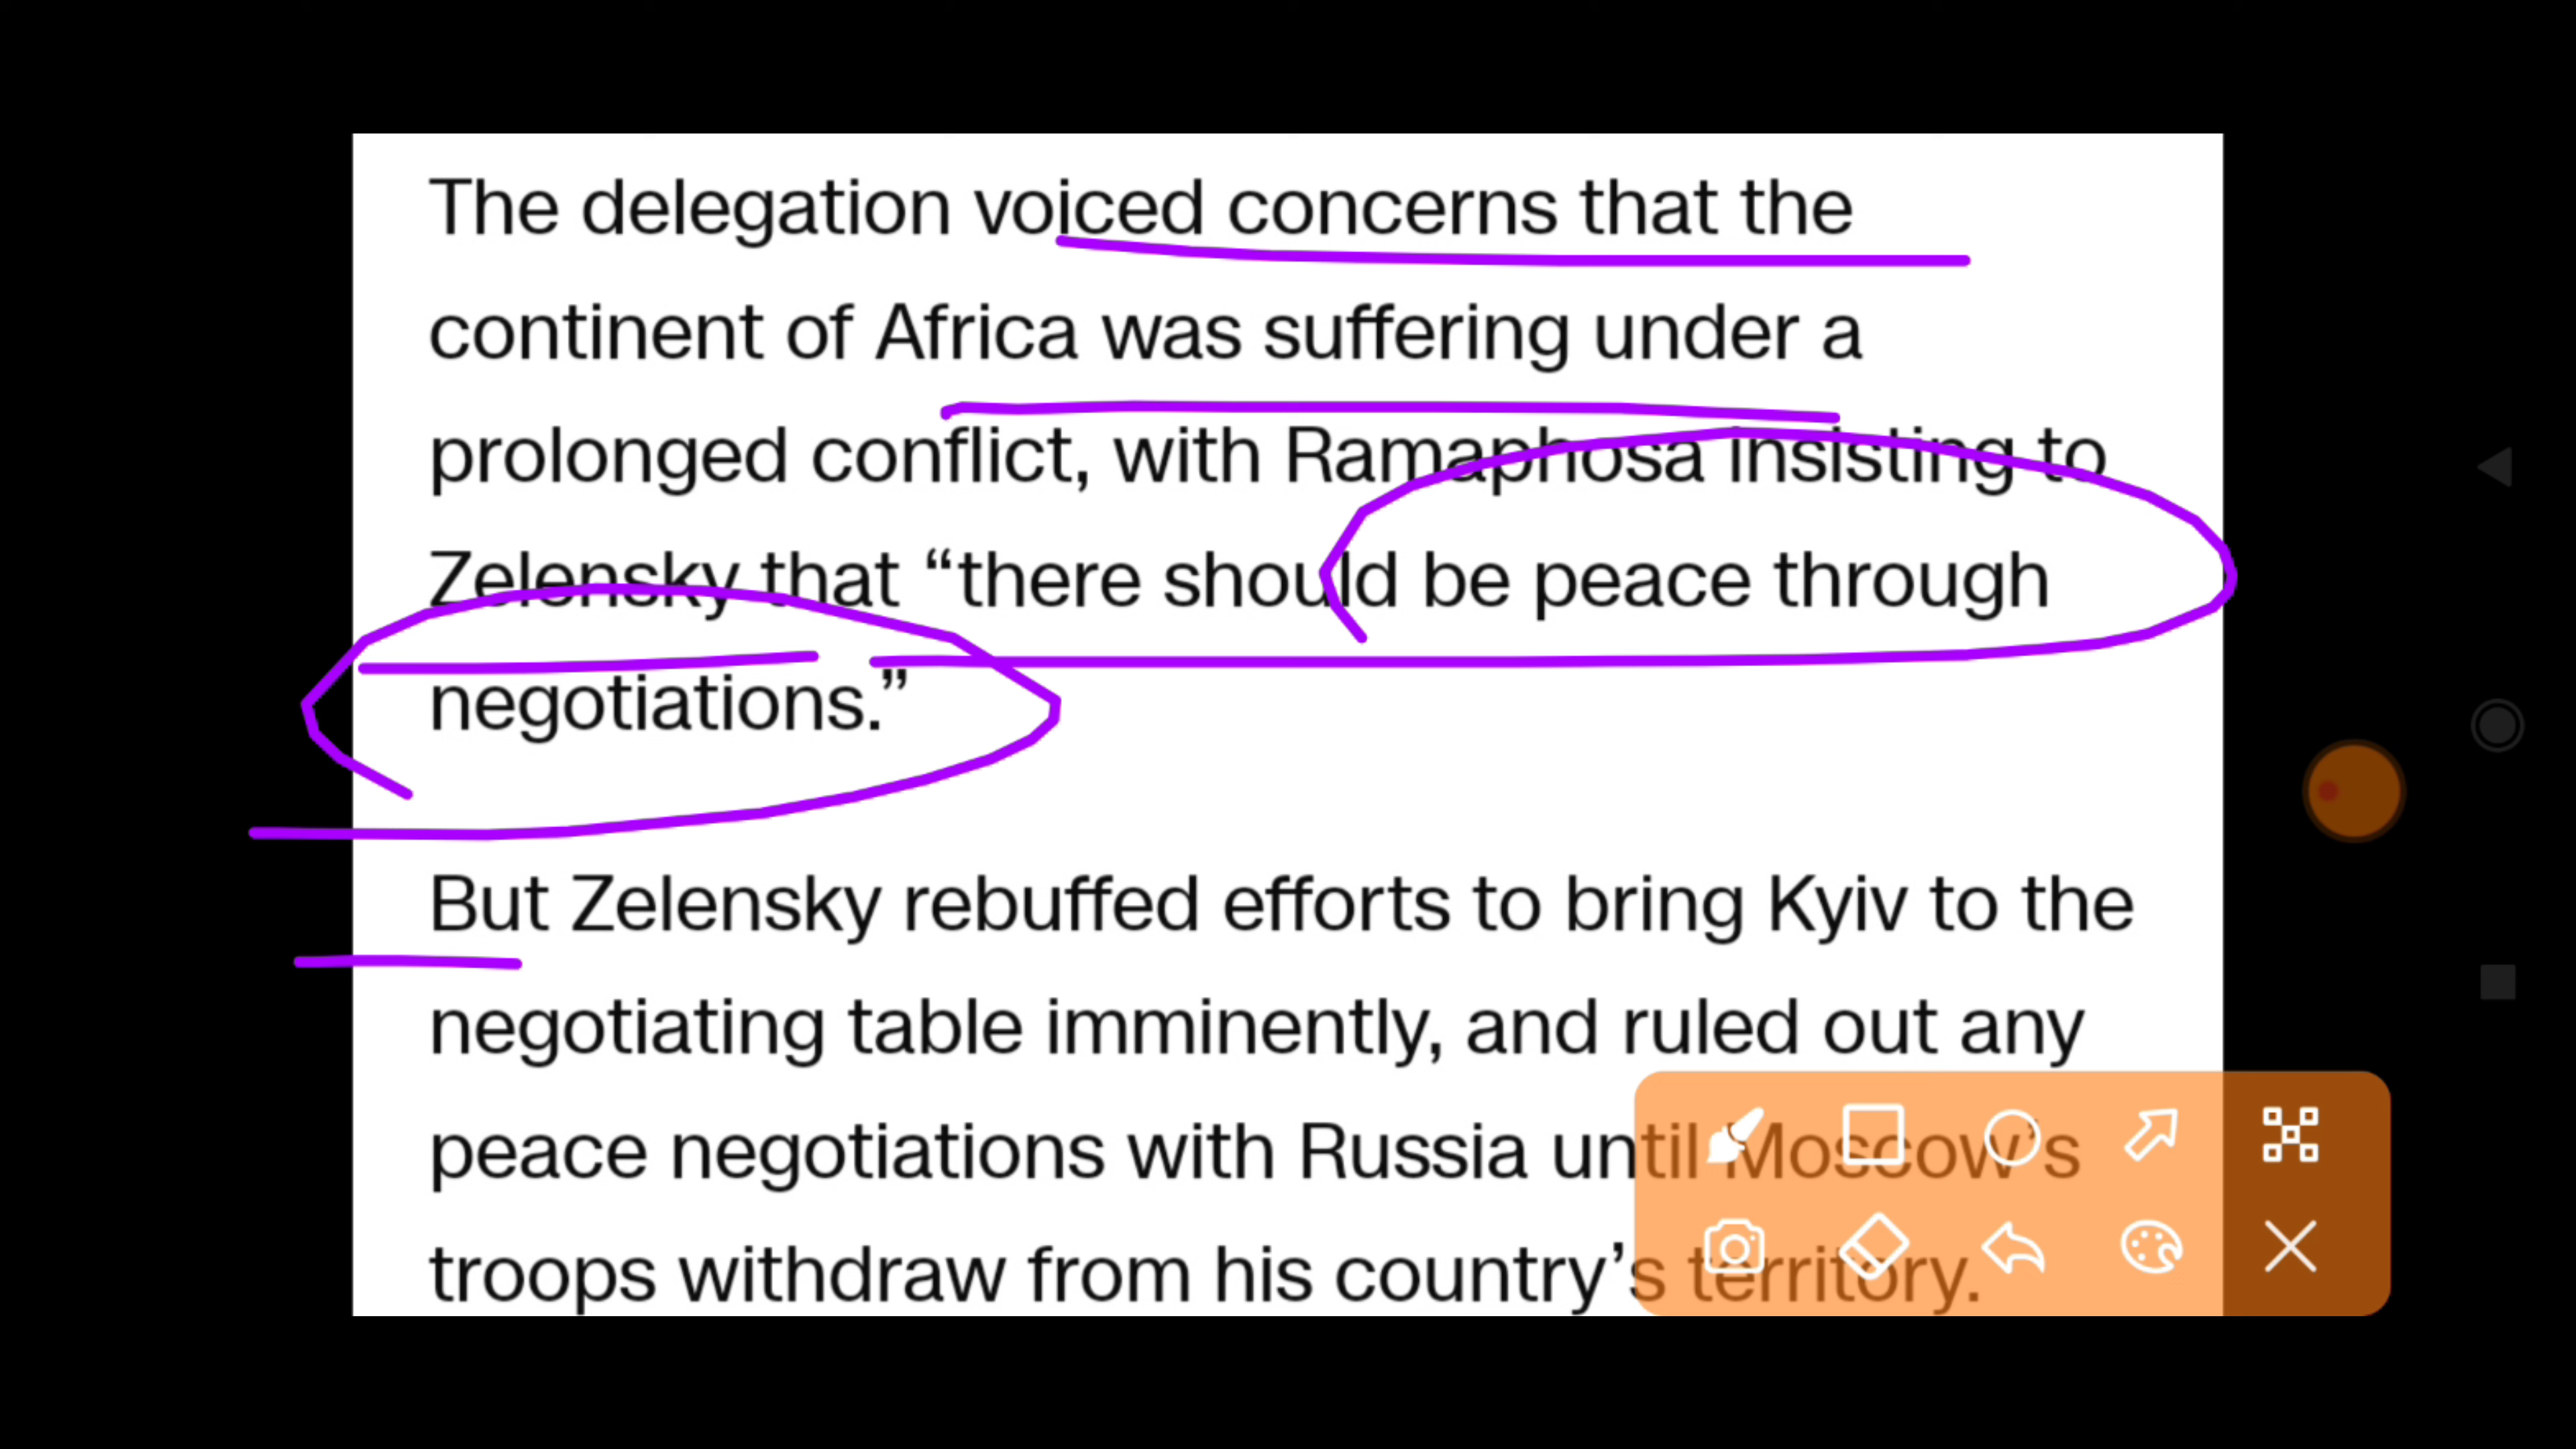 The delegation voiced concerns that the
continent of Africa was suffering under a
prolonged conflict, with Ramaphosa insisting to
Zelensky that “there should be peace through
negotiations.”
But Zelensky rebuffed efforts to bring Kyiv to the
negotiating table imminently, and ruled out any
peace negotiations with Russia until Moscow’s
troops withdraw from his country’s territory.